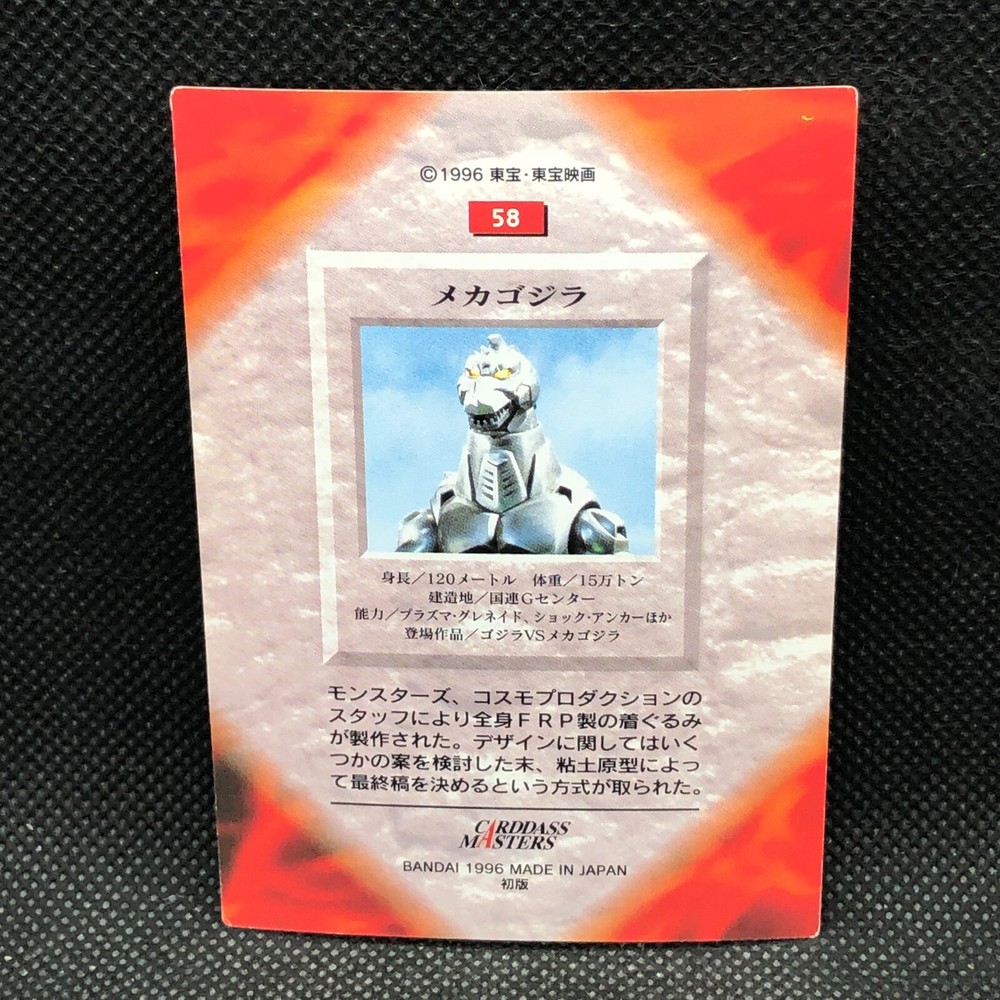 ©1996 東宝・東宝映画
58
メカゴジラ
身長／120メートル　体重／15万トン
建造地／国連Gセンター
能力／プラズマ・グレネイド、ショック・アンカーほか
登場作品／ゴジラVSメカゴジラ
モンスターズ、コスモプロダクションの
スタッフにより全身ＦＲＰ製の着ぐるみ
が製作された。デザインに関してはいく
つかの案を検討した末、粘土原型によっ
て最終稿を決めるという方式が取られた。
CARDDASS
MASTERS
BANDAI 1996 MADE IN JAPAN
初版